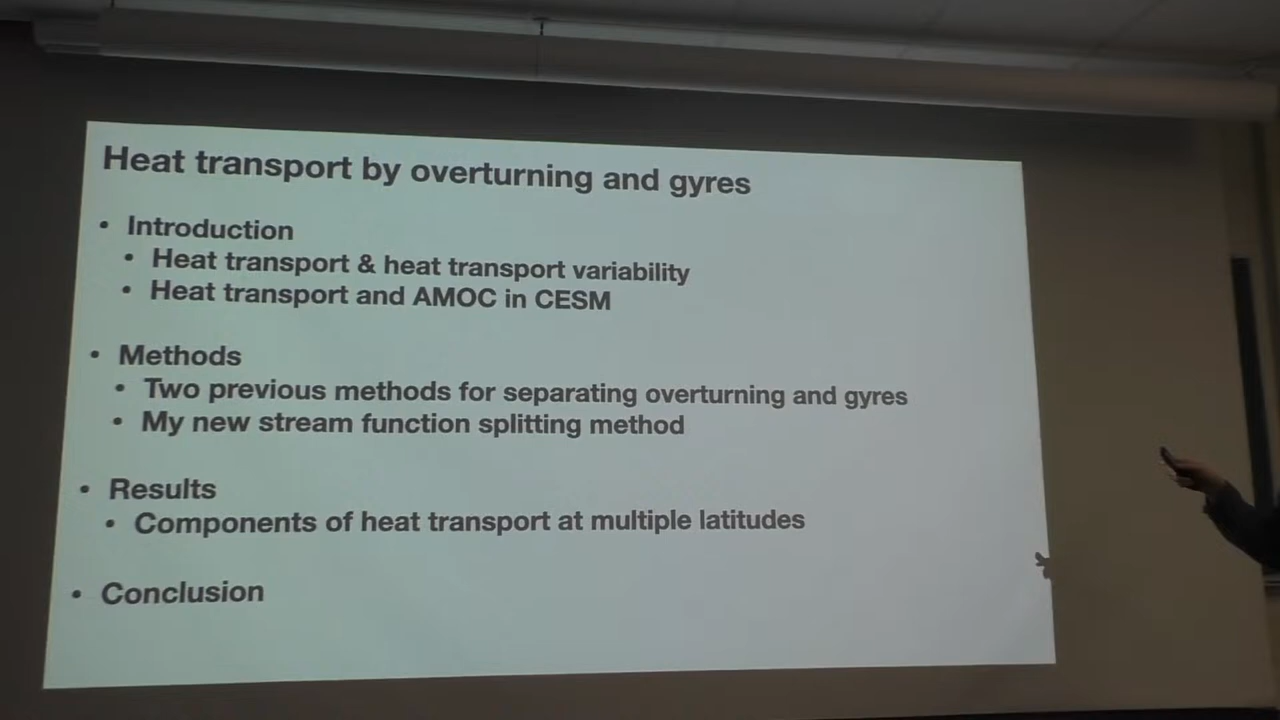 Heat transport by overturning and gyres
• Introduction
• Heat transport & heat transport variability
• Heat transport and AMOC in CESM
• Methods
• Two previous methods for separating overturning and gyres
• My new stream function splitting method
• Results
• Components of heat transport at multiple latitudes
• Conclusion